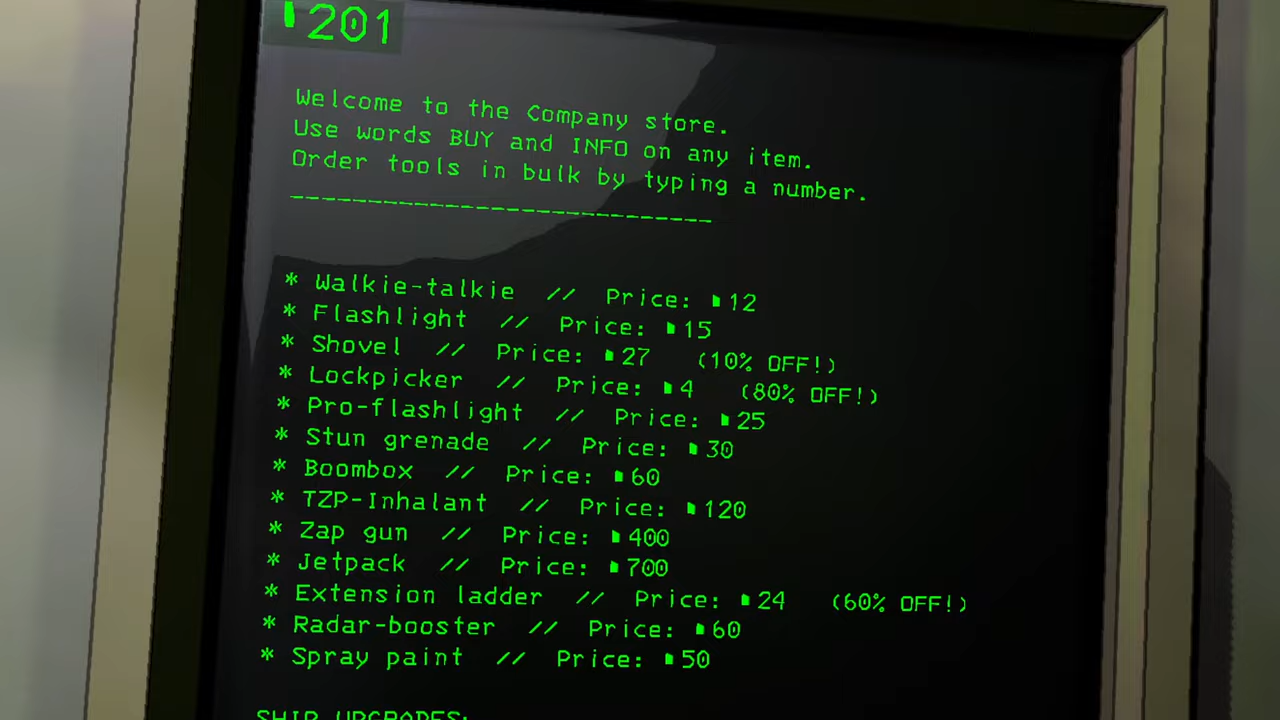 201
Welcome to the Company store.
Use words BUY and INFO on any item.
Order tools in bulk by typing a number.
----------------------------
* Walkie-talkie // Price: ▮12
* Flashlight // Price: ▮15
* Shovel // Price: ▮27 (10% OFF!)
* Lockpicker // Price: ▮4 (80% OFF!)
* Pro-flashlight // Price: ▮25
* Stun grenade // Price: ▮30
* Boombox // Price: ▮60
* TZP-Inhalant // Price: ▮120
* Zap gun // Price: ▮400
* Jetpack // Price: ▮700
* Extension ladder // Price: ▮24 (60% OFF!)
* Radar-booster // Price: ▮60
* Spray paint // Price: ▮50
SHIP UPGRADES: